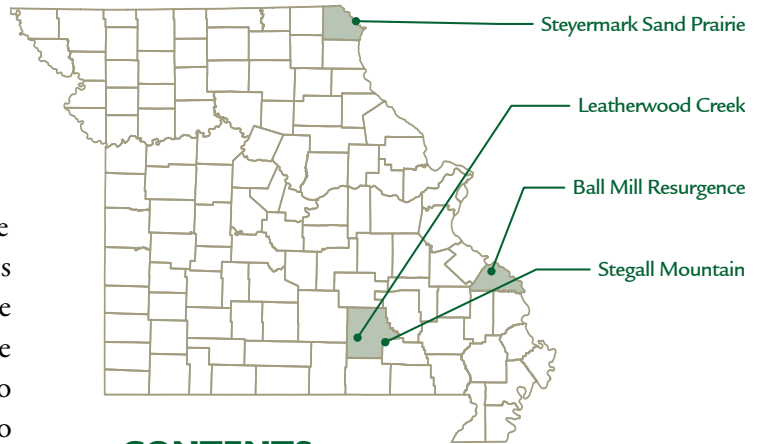 Steyermark Sand Prairie
Leatherwood Creek
Ball Mill Resurgence
Stegall Mountain